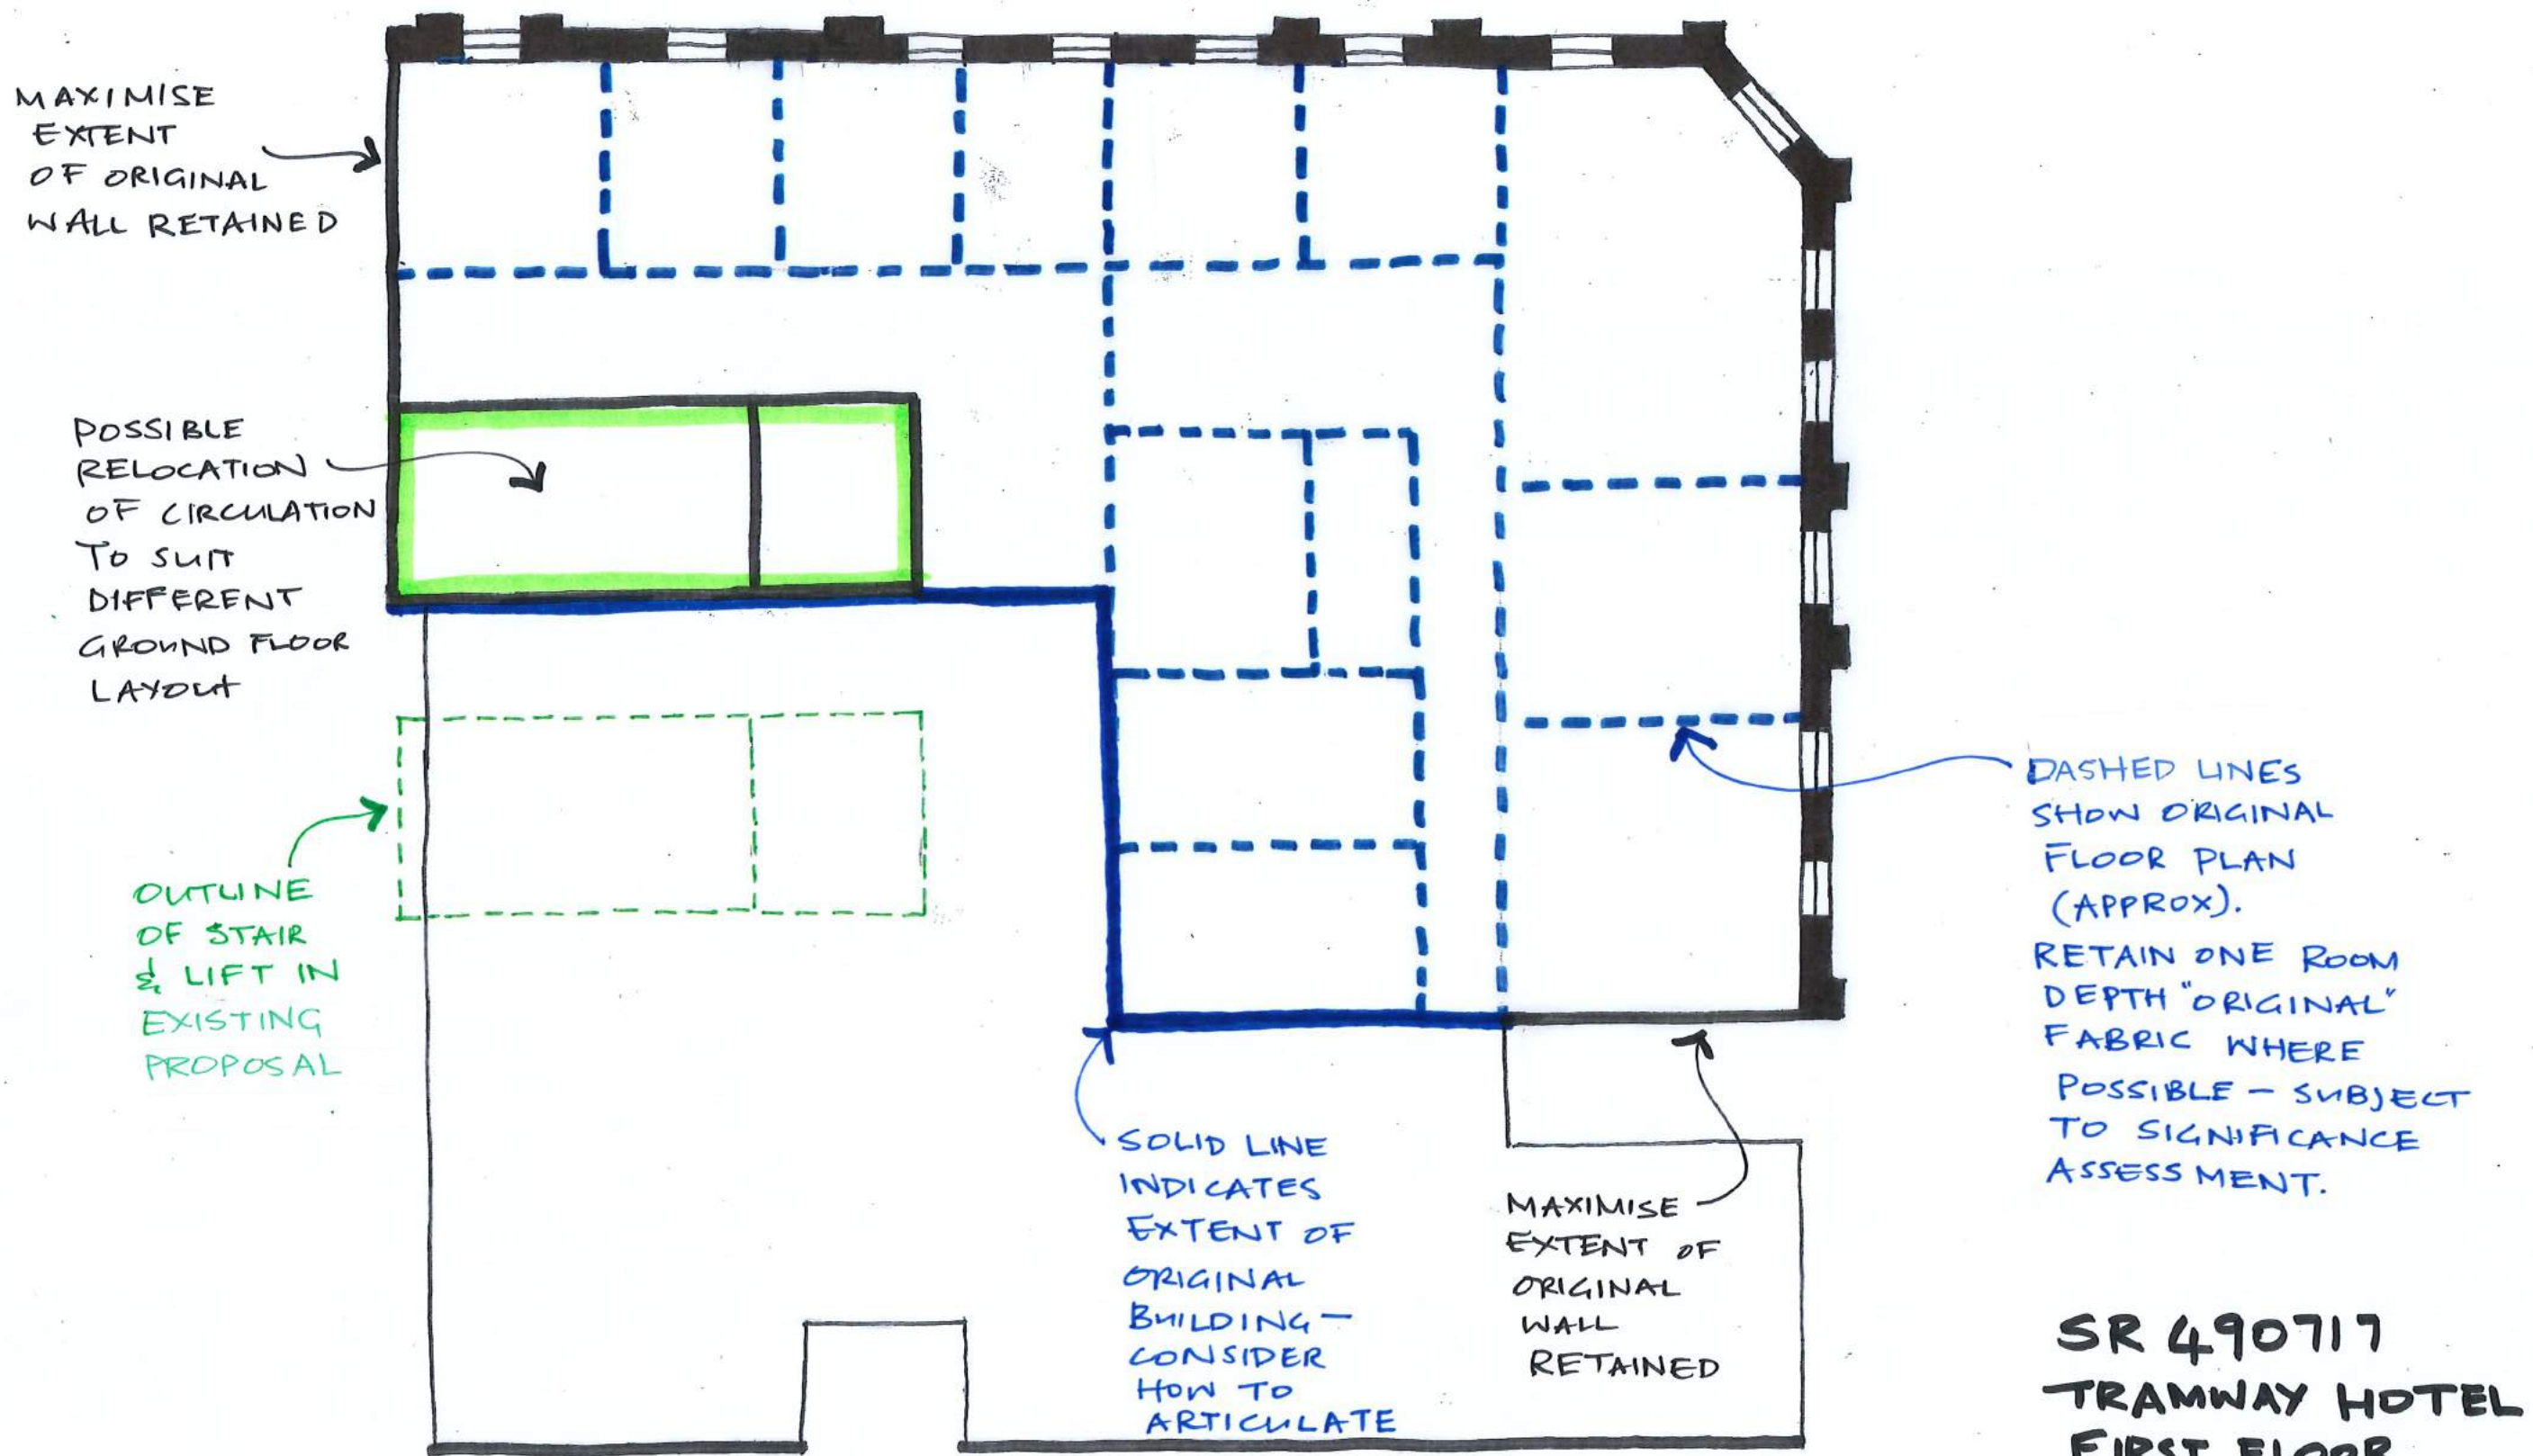 MAXIMISE
EXTENT
OF ORIGINAL
WALL RETAINED
POSSIBLE
RELOCATION
OF CIRCULATION
TO SUIT
DIFFERENT
GROUND FLOOR
LAYOUT
OUTLINE
OF STAIR
& LIFT IN
EXISTING
PROPOSAL
SOLID LINE
INDICATES
EXTENT OF
ORIGINAL
BUILDING —
CONSIDER
HOW TO
ARTICULATE
MAXIMISE
EXTENT OF
ORIGINAL
WALL
RETAINED
DASHED LINES
SHOW ORIGINAL
FLOOR PLAN
(APPROX).
RETAIN ONE ROOM
DEPTH "ORIGINAL"
FABRIC WHERE
POSSIBLE — SUBJECT
TO SIGNIFICANCE
ASSESSMENT.
SR 490717
TRAMWAY HOTEL
FIRST FLOOR